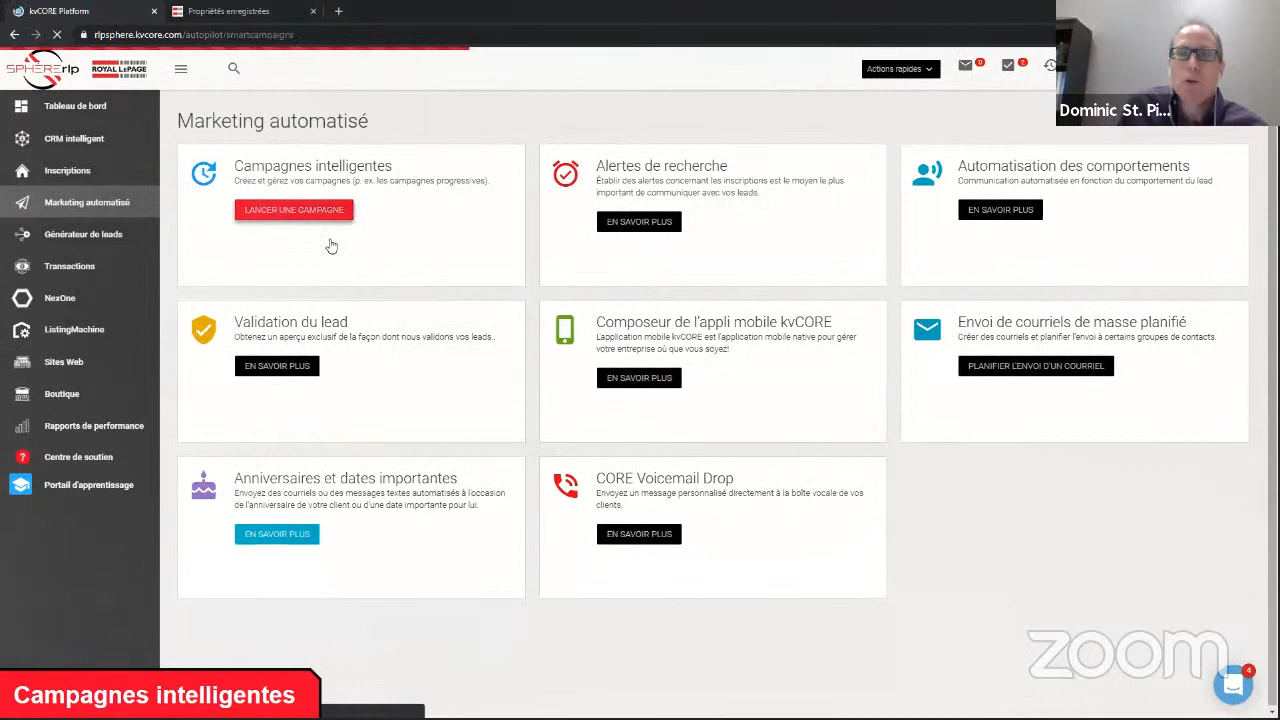 kvCORE Platform
Propriétés enregistrées
rlpsphere.kvcore.com/autopilot/smartcampaigns
SPHERErlp
ROYAL LEPAGE
Actions rapides
0
?
Dominic St. Pi...
Tableau de bord
CRM intelligent
Inscriptions
Marketing automatisé
Générateur de leads
Transactions
NexOne
ListingMachine
Sites Web
Boutique
Rapports de performance
? Centre de soutien
Portail d'apprentissage
Marketing automatisé
Campagnes intelligentes
Créez et gérez vos campagnes (p. ex. les campagnes progressives).
LANCER UNE CAMPAGNE
Alertes de recherche
Établir des alertes concernant les inscriptions est le moyen le plus
important de communiquer avec vos leads.
EN SAVOIR PLUS
Automatisation des comportements
Communication automatisée en fonction du comportement du lead
EN SAVOIR PLUS
Validation du lead
Obtenez un aperçu exclusif de la façon dont nous validons vos leads..
EN SAVOIR PLUS
Composeur de l'appli mobile kvCORE
L'application mobile kvCORE est l'application native pour gérer
votre entreprise où que vous soyez!
EN SAVOIR PLUS
Envoi de courriels de masse planifié
Créer des courriels et planifier l'envoi à certains groupes de contacts.
PLANIFIER L'ENVOI D'UN COURRIEL
Anniversaires et dates importantes
Envoyez des courriels ou des messages textes automatisés à l'occasion
de l'anniversaire de votre client ou d'une date importante pour lui.
EN SAVOIR PLUS
CORE Voicemail Drop
Envoyez un message personnalisé directement à la boîte vocale de vos
clients.
EN SAVOIR PLUS
zoom
4
Campagnes intelligentes